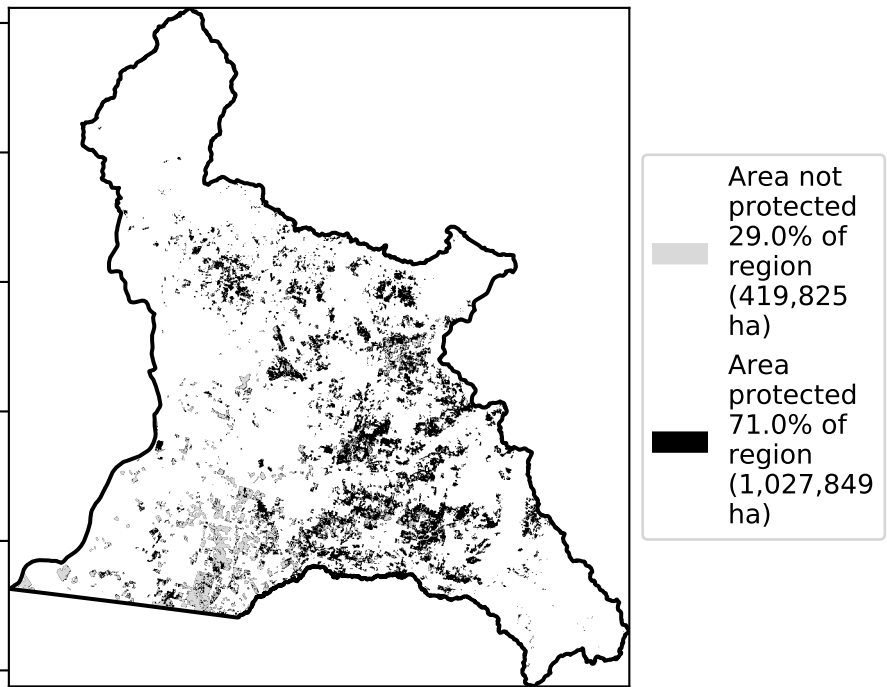 Area not
protected
29.0% of
region
(419,825
ha)
Area
protected
71.0% of
region
(1,027,849
ha)